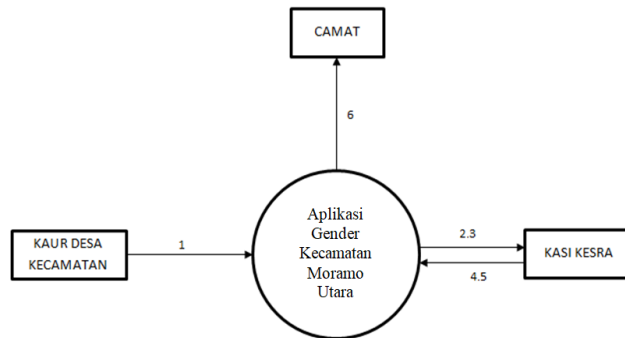 CAMAT
6
Aplikasi
Gender
Kecamatan
Moramo
Utara
KAUR DESA
KECAMATAN
1
2.3
KASI KESRA
4.5